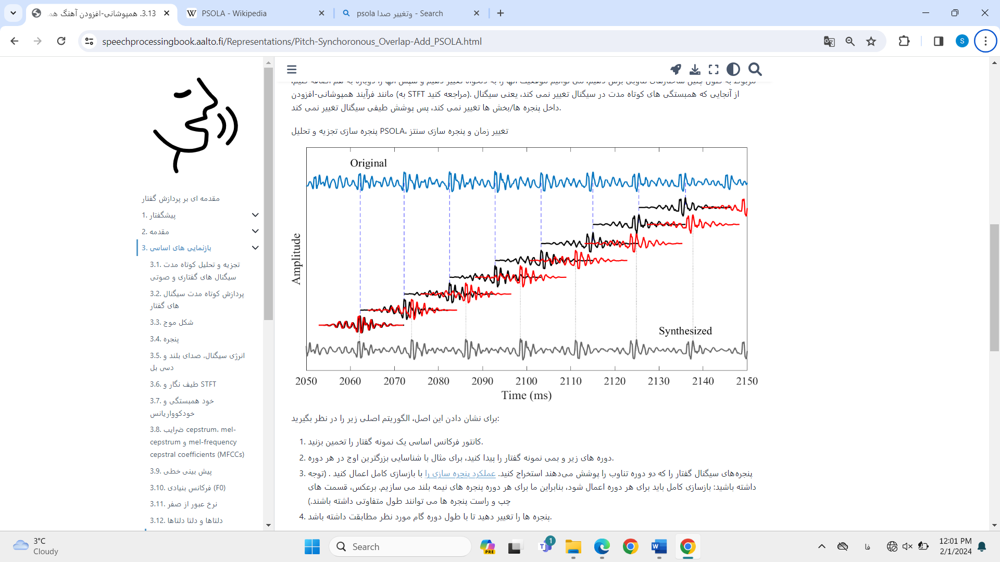 3.13. همپوشانی-افزودن آهنگ هم
PSOLA - Wikipedia
psola وتغییر صدا - Search
speechprocessingbook.aalto.fi/Representations/Pitch-Synchoronous_Overlap-Add_PSOLA.html
S
مقدمه ای بر پردازش گفتار
1. پیشگفتار
2. مقدمه
3. بازنمایی های اساسی
3.1. تجزیه و تحلیل کوتاه مدت
سیگنال های گفتاری و صوتی
3.2. پردازش کوتاه مدت سیگنال
های گفتار
3.3. شکل موج
3.4. پنجره
3.5. انرژی سیگنال، صدای بلند و
دسی بل
3.6. طیف نگار و STFT
3.7. خود همبستگی و
خودکوواریانس
3.8. ضرایب cepstrum، mel-
cepstrum و mel-frequency
cepstral coefficients (MFCCs)
3.9. پیش بینی خطی
3.10. فرکانس بنیادی (F0)
3.11. نرخ عبور از صفر
3.12. دلتاها و دلتا دلتاها
مربوط به طول چنین ساختارهای تناوبی برش دهیم، می توانیم موقعیت آنها را به دلخواه تغییر دهیم و سپس آنها را دوباره به هم اضافه کنیم،
مانند فرآیند همپوشانی-افزودن (به STFT مراجعه کنید). از آنجایی که همبستگی های کوتاه مدت در سیگنال تغییر نمی کند، یعنی سیگنال
داخل پنجره ها/بخش ها تغییر نمی کند، پس پوشش طیفی سیگنال تغییر نمی کند.
پنجره سازی تجزیه و تحلیل PSOLA، تغییر زمان و پنجره سازی سنتز
Original
Amplitude
Synthesized
2050 2060 2070 2080 2090 2100 2110 2120 2130 2140 2150
Time (ms)
برای نشان دادن این اصل، الگوریتم اصلی زیر را در نظر بگیرید:
1. کانتور فرکانس اساسی یک نمونه گفتار را تخمین بزنید.
2. دوره های زیر و بمی نمونه گفتار را پیدا کنید، برای مثال با شناسایی بزرگترین اوج در هر دوره.
3. پنجره‌های سیگنال گفتار را که دو دوره تناوب را پوشش می‌دهند استخراج کنید. عملکرد پنجره سازی را با بازسازی کامل اعمال کنید . (توجه
داشته باشید: بازسازی کامل باید برای هر دوره اعمال شود، بنابراین ما برای هر دوره پنجره های نیمه بلند می سازیم. برعکس، قسمت های
چپ و راست پنجره ها می توانند طول متفاوتی داشته باشند.)
4. پنجره ها را تغییر دهید تا با طول دوره گام مورد نظر مطابقت داشته باشد.
3°C
Cloudy
Search
PRE
1
فا
12:01 PM
2/1/2024